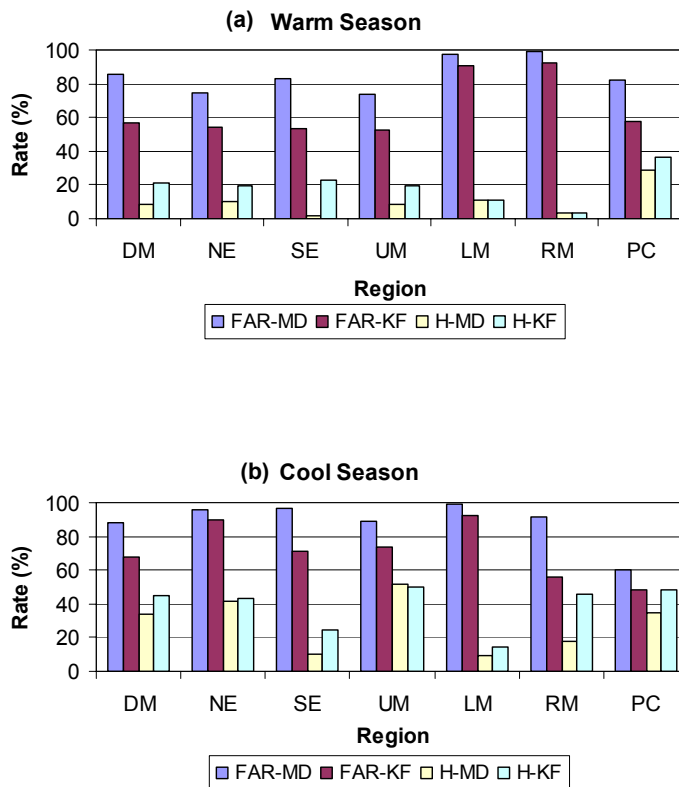 (a) Warm Season
100
80
60
40
20
0
Rate (%)
DM NE SE UM LM RM PC
Region
FAR-MD FAR-KF H-MD H-KF
(b) Cool Season
100
80
60
40
20
0
Rate (%)
DM NE SE UM LM RM PC
Region
FAR-MD FAR-KF H-MD H-KF